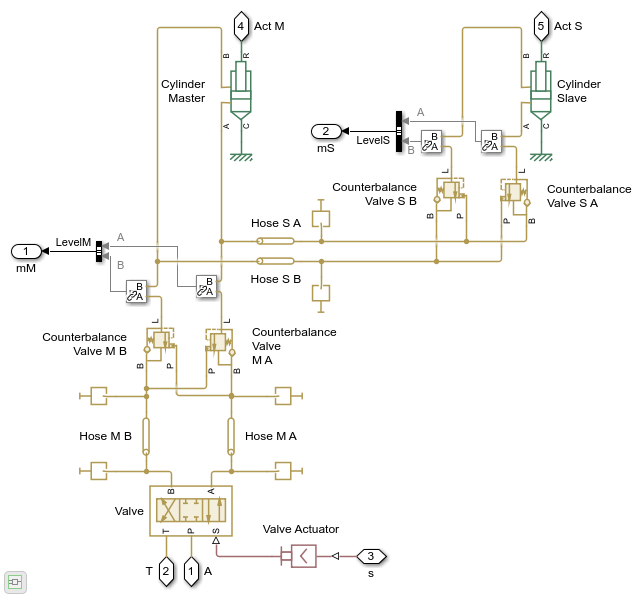 4 Act M
5 Act S
B R
B R
Cylinder
Master
Cylinder
Slave
A C
A C
A
B
2
mS
LevelS
B
A
B
A
L
L
Counterbalance
Valve S B
Counterbalance
Valve S A
B P
P B
Hose S A
Hose S B
LevelM
A
B
1
mM
B
A
B
A
L
L
Counterbalance
Valve M B
Counterbalance
Valve
M A
B P
P B
Hose M B
Hose M A
B A
Valve
T P S
Valve Actuator
T 2
1 A
3
s